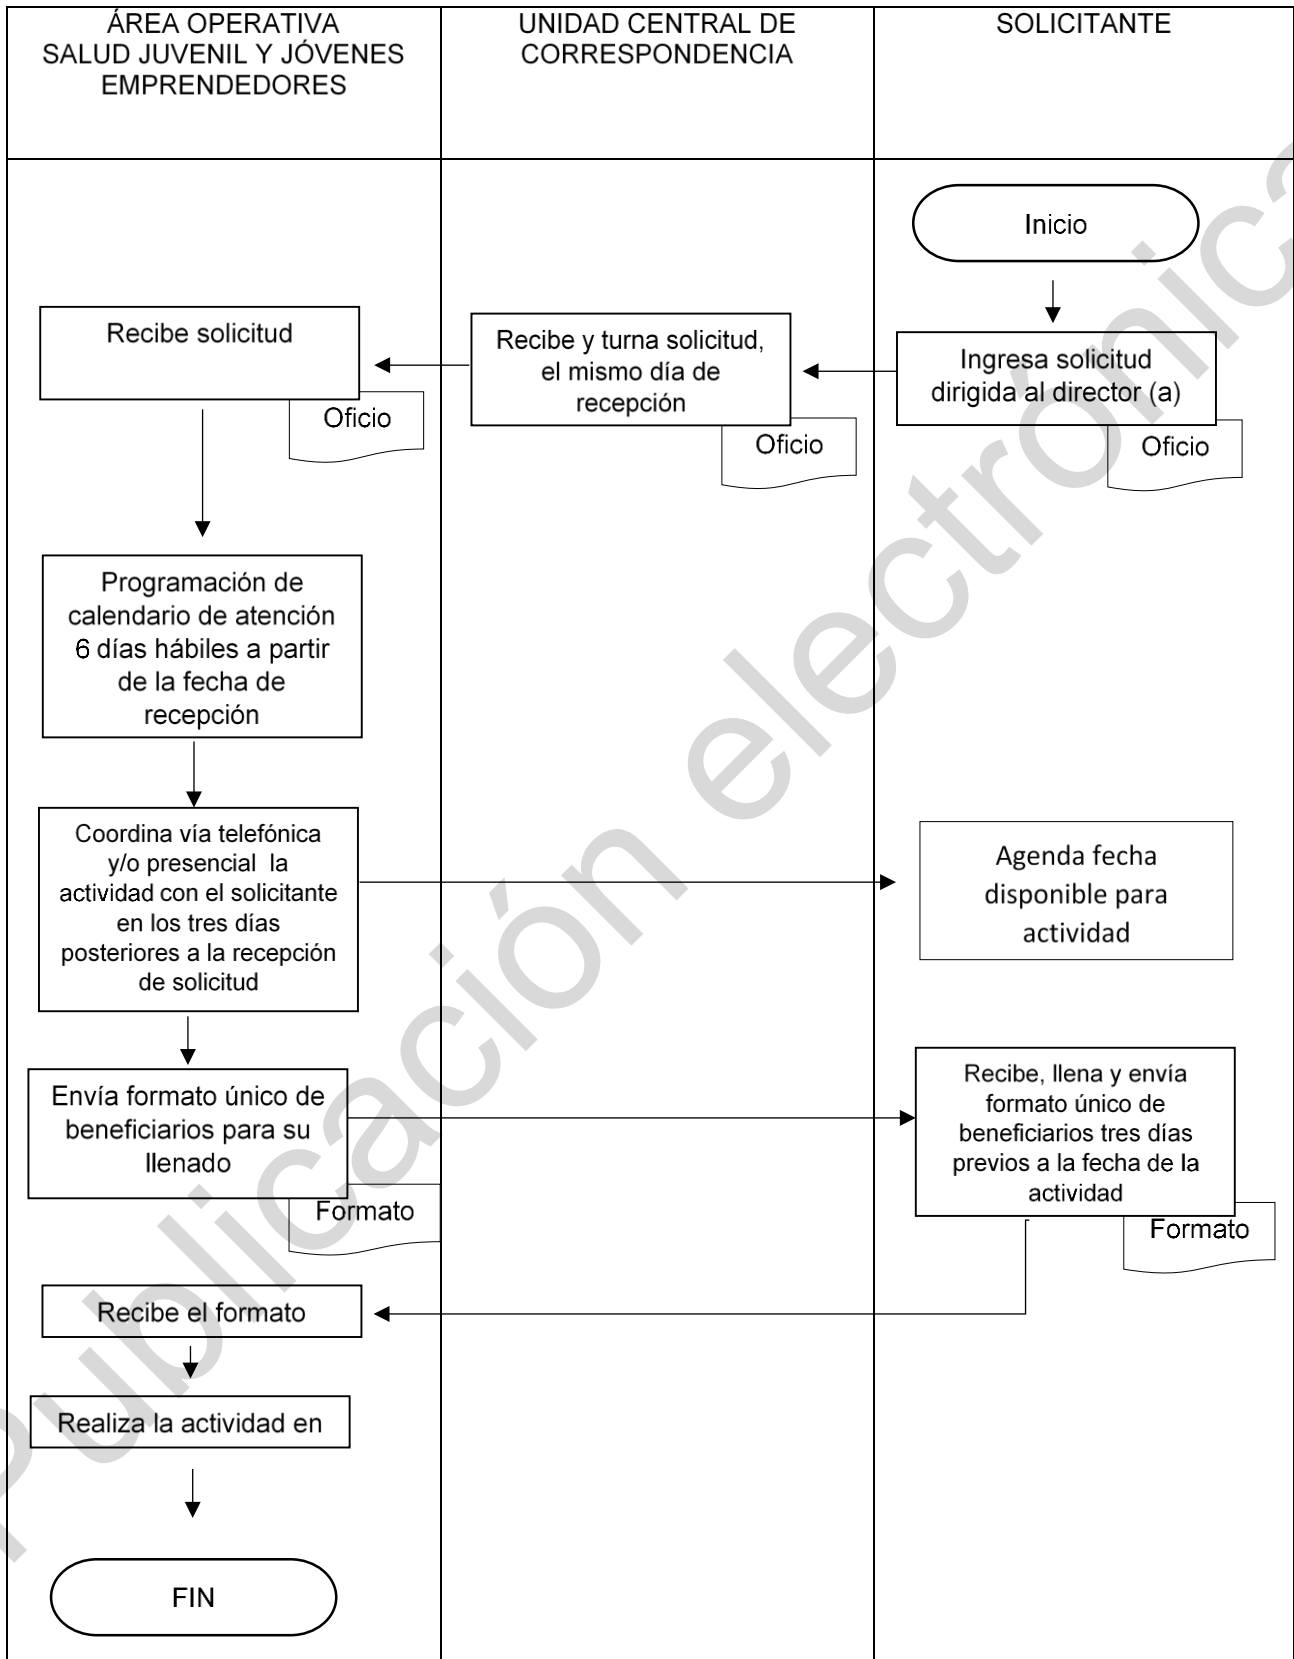 ÁREA OPERATIVA
SALUD JUVENIL Y JÓVENES
EMPRENDEDORES
UNIDAD CENTRAL DE
CORRESPONDENCIA
SOLICITANTE
Inicio
Ingresa solicitud
dirigida al director (a)
Oficio
Recibe y turna solicitud,
el mismo día de
recepción
Oficio
Recibe solicitud
Oficio
Programación de
calendario de atención
6 días hábiles a partir
de la fecha de
recepción
Coordina vía telefónica
y/o presencial la
actividad con el solicitante
en los tres días
posteriores a la recepción
de solicitud
Agenda fecha
disponible para
actividad
Envía formato único de
beneficiarios para su
llenado
Formato
Recibe, llena y envía
formato único de
beneficiarios tres días
previos a la fecha de la
actividad
Formato
Recibe el formato
Realiza la actividad en
FIN
Publicación electrónica